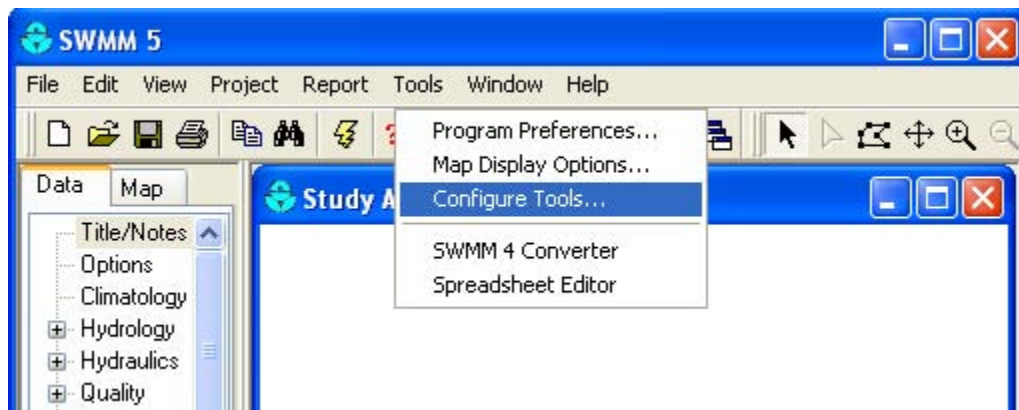 SWMM 5
File Edit View Project Report Tools Window Help
Program Preferences...
Map Display Options...
Configure Tools...
SWMM 4 Converter
Spreadsheet Editor
Data Map
Study A
Title/Notes
Options
Climatology
Hydrology
Hydraulics
Quality